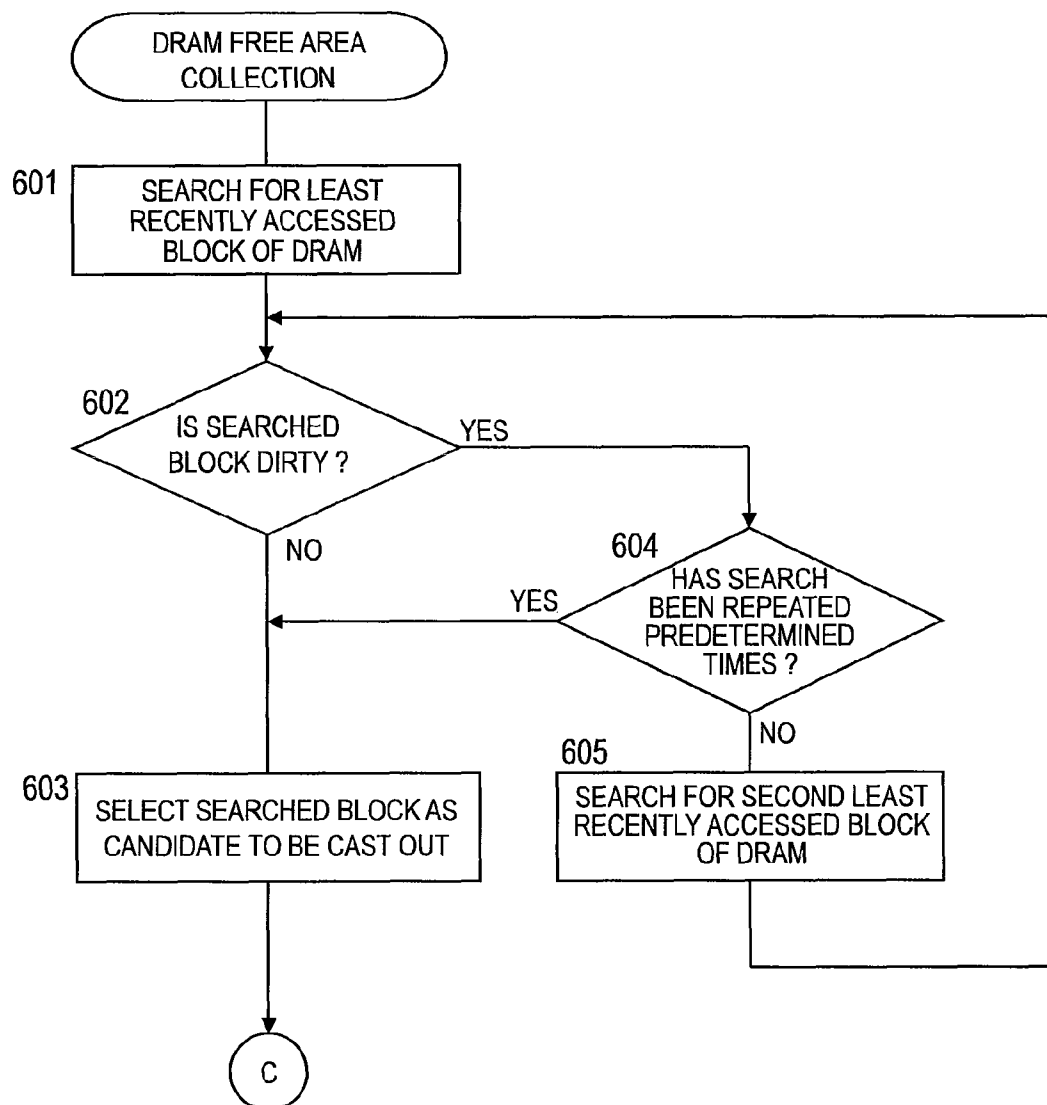 DRAM FREE AREA
COLLECTION
601
SEARCH FOR LEAST
RECENTLY ACCESSED
BLOCK OF DRAM
602
IS SEARCHED
BLOCK DIRTY ?
YES
NO
604
HAS SEARCH
BEEN REPEATED
PREDETERMINED
TIMES ?
YES
NO
603
SELECT SEARCHED BLOCK AS
CANDIDATE TO BE CAST OUT
605
SEARCH FOR SECOND LEAST
RECENTLY ACCESSED BLOCK
OF DRAM
C